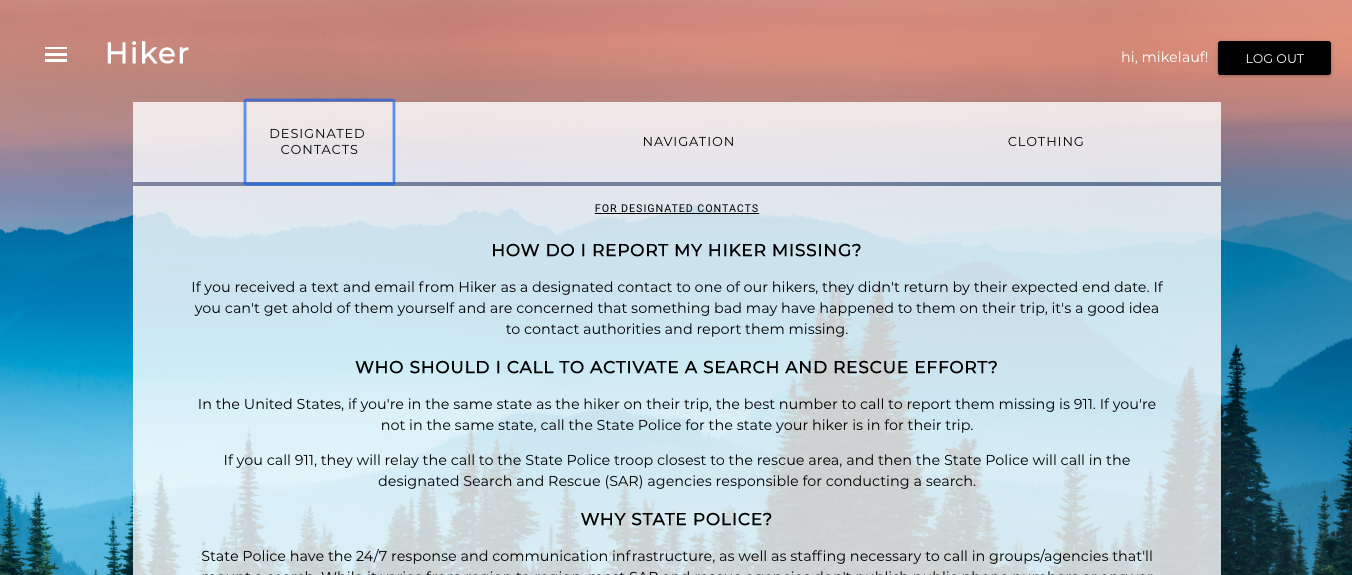 Hiker
hi, mikelauf!
LOG OUT
DESIGNATED
CONTACTS
NAVIGATION
CLOTHING
FOR DESIGNATED CONTACTS
HOW DO I REPORT MY HIKER MISSING?
If you received a text and email from Hiker as a designated contact to one of our hikers, they didn't return by their expected end date. If
you can't get ahold of them yourself and are concerned that something bad may have happened to them on their trip, it's a good idea
to contact authorities and report them missing.
WHO SHOULD I CALL TO ACTIVATE A SEARCH AND RESCUE EFFORT?
In the United States, if you're in the same state as the hiker on their trip, the best number to call to report them missing is 911. If you're
not in the same state, call the State Police for the state your hiker is in for their trip.
If you call 911, they will relay the call to the State Police troop closest to the rescue area, and then the State Police will call in the
designated Search and Rescue (SAR) agencies responsible for conducting a search.
WHY STATE POLICE?
State Police have the 24/7 response and communication infrastructure, as well as staffing necessary to call in groups/agencies that'll